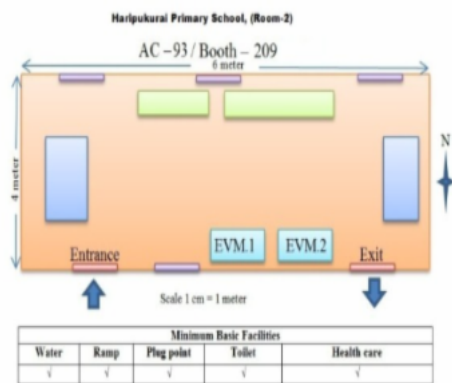 Haripukurai Primary School, (Room-2)
AC –93 / Booth – 209
6 meter
4 meter
N
EVM.1 EVM.2
Entrance Exit
Scale 1 cm = 1 meter
Minimum Basic Facilities
Water Ramp Plug point Toilet Health care
√ √ √ √ √